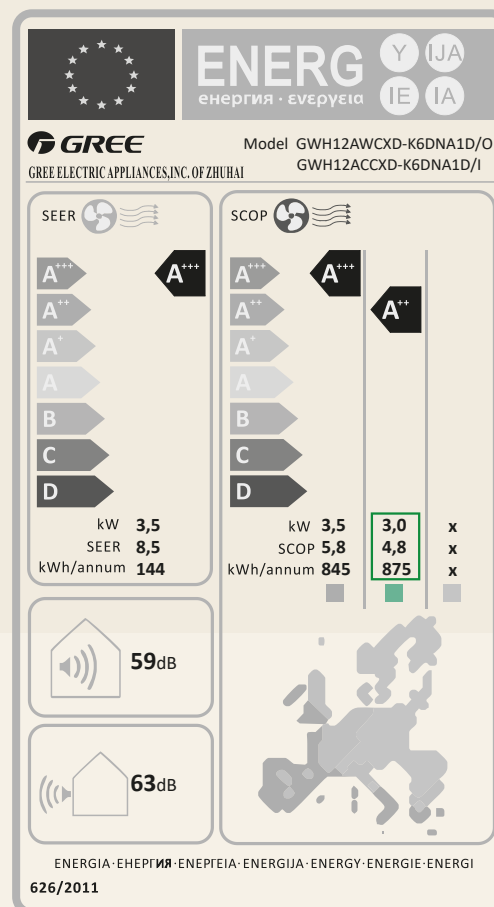 ENERG Y IJA
енергия · ενεργεια IE IA
GREE
GREE ELECTRIC APPLIANCES,INC. OF ZHUHAI
Model GWH12AWCXD-K6DNA1D/O
GWH12ACCXD-K6DNA1D/I
SEER
A+++ A+++
A++
A+
A
B
C
D
kW 3,5
SEER 8,5
kWh/annum 144
SCOP
A+++ A+++
A++ A++
A+
A
B
C
D
kW 3,5 3,0 x
SCOP 5,8 4,8 x
kWh/annum 845 875 x
59dB
63dB
ENERGIA·ЕНЕРГИЯ·ΕΝΕΡΓΕΙΑ·ENERGIJA·ENERGY·ENERGIE·ENERGI
626/2011